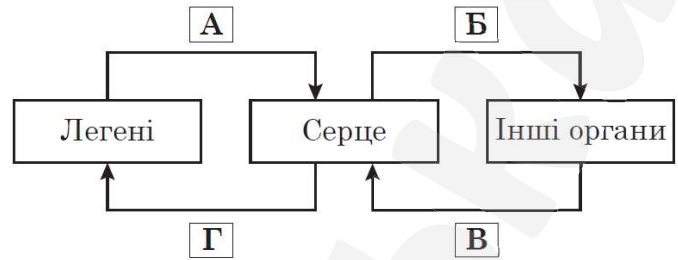 А Б
Легені Серце Інші органи
Г В